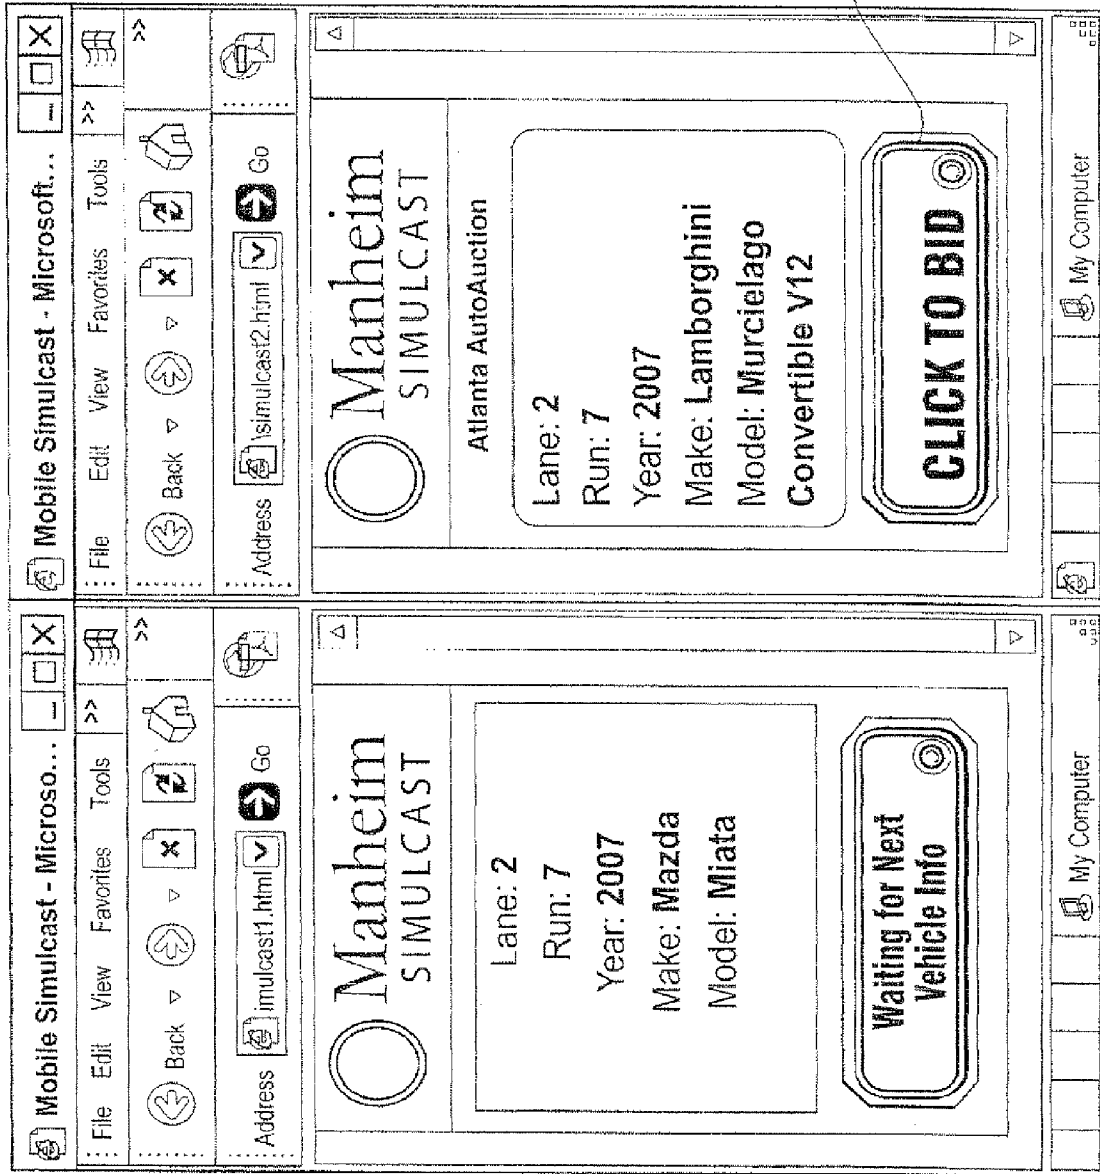 Mobile Simulcast - Microso...
File Edit View Favorites Tools >>
Back >>
Address imulcast1.html Go
Manheim
SIMULCAST
Lane: 2
Run: 7
Year: 2007
Make: Mazda
Model: Miata
Waiting for Next
Vehicle Info
My Computer
Mobile Simulcast - Microsoft...
File Edit View Favorites Tools >>
Back >>
Address \simulcast2.html Go
Manheim
SIMULCAST
Atlanta AutoAuction
Lane: 2
Run: 7
Year: 2007
Make: Lamborghini
Model: Murcielago
Convertible V12
CLICK TO BID
My Computer